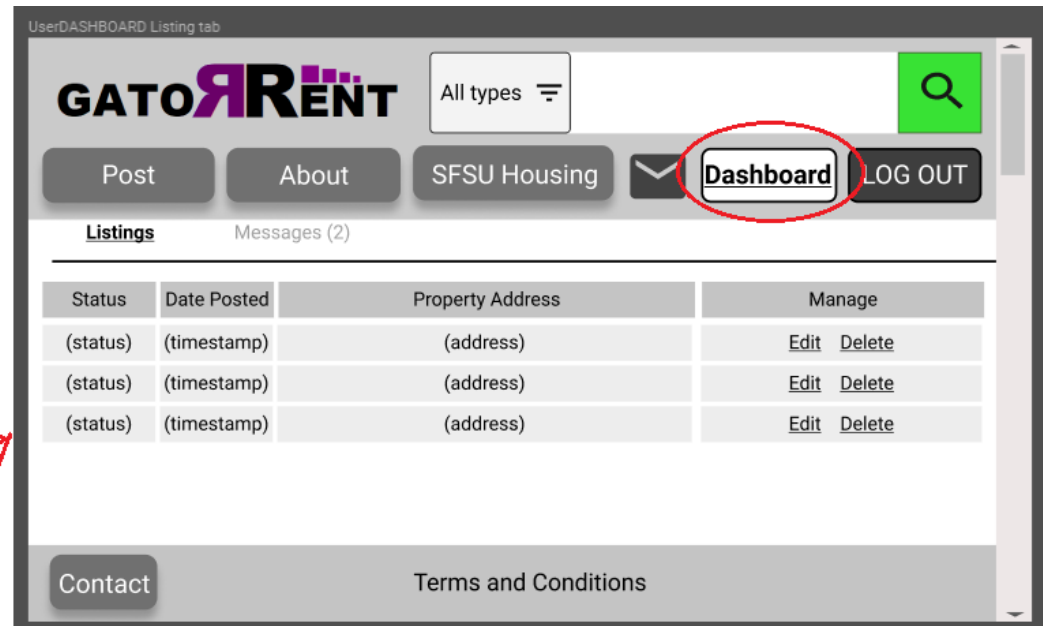 UserDASHBOARD Listing tab
GATORRENT All types
Post About SFSU Housing Dashboard LOG OUT
Listings Messages (2)
Status Date Posted Property Address Manage
(status) (timestamp) (address) Edit Delete
(status) (timestamp) (address) Edit Delete
(status) (timestamp) (address) Edit Delete
Contact Terms and Conditions